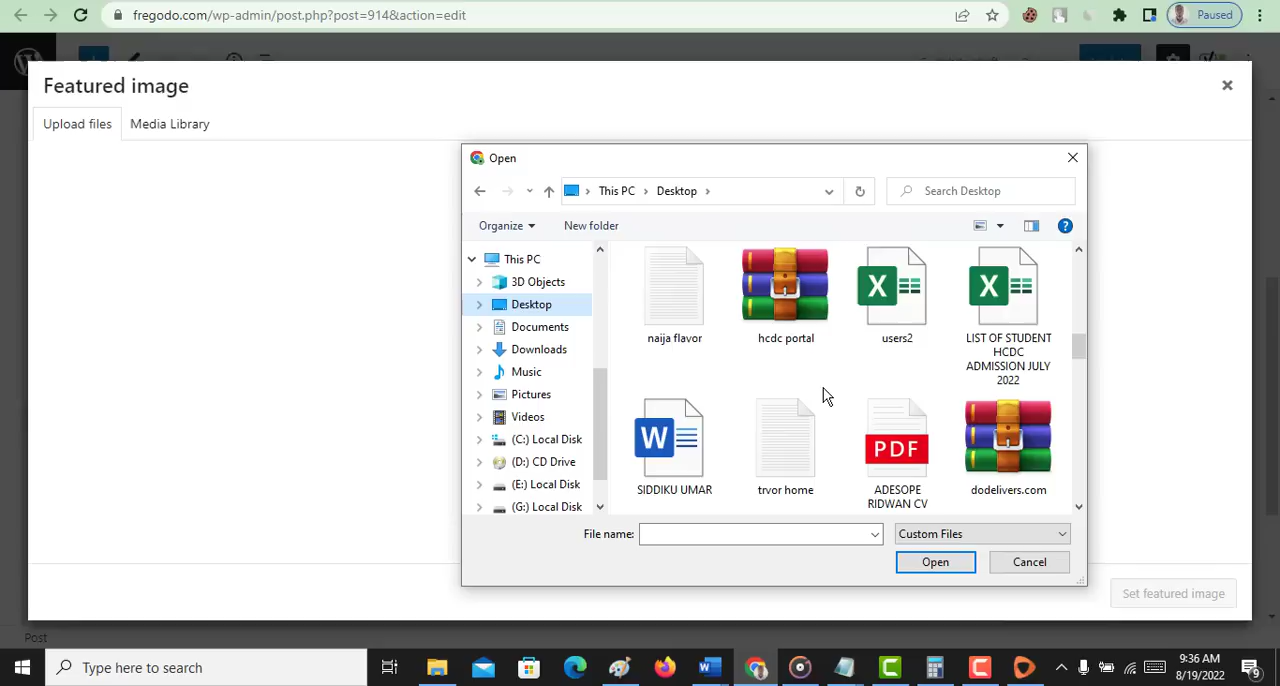 fregodo.com/wp-admin/post.php?post=914&action=edit
Paused
Featured image
Upload files
Media Library
Open
This PC
Desktop
Search Desktop
Organize
New folder
This PC
3D Objects
Desktop
Documents
Downloads
Music
Pictures
Videos
(C:) Local Disk
(D:) CD Drive
(E:) Local Disk
(G:) Local Disk
naija flavor
hcdc portal
users2
LIST OF STUDENT
HCDC
ADMISSION JULY
2022
SIDDIKU UMAR
trvor home
PDF
ADESOPE
RIDWAN CV
dodelivers.com
File name:
Custom Files
Open
Cancel
Set featured image
Post
Type here to search
9:36 AM
8/19/2022
9